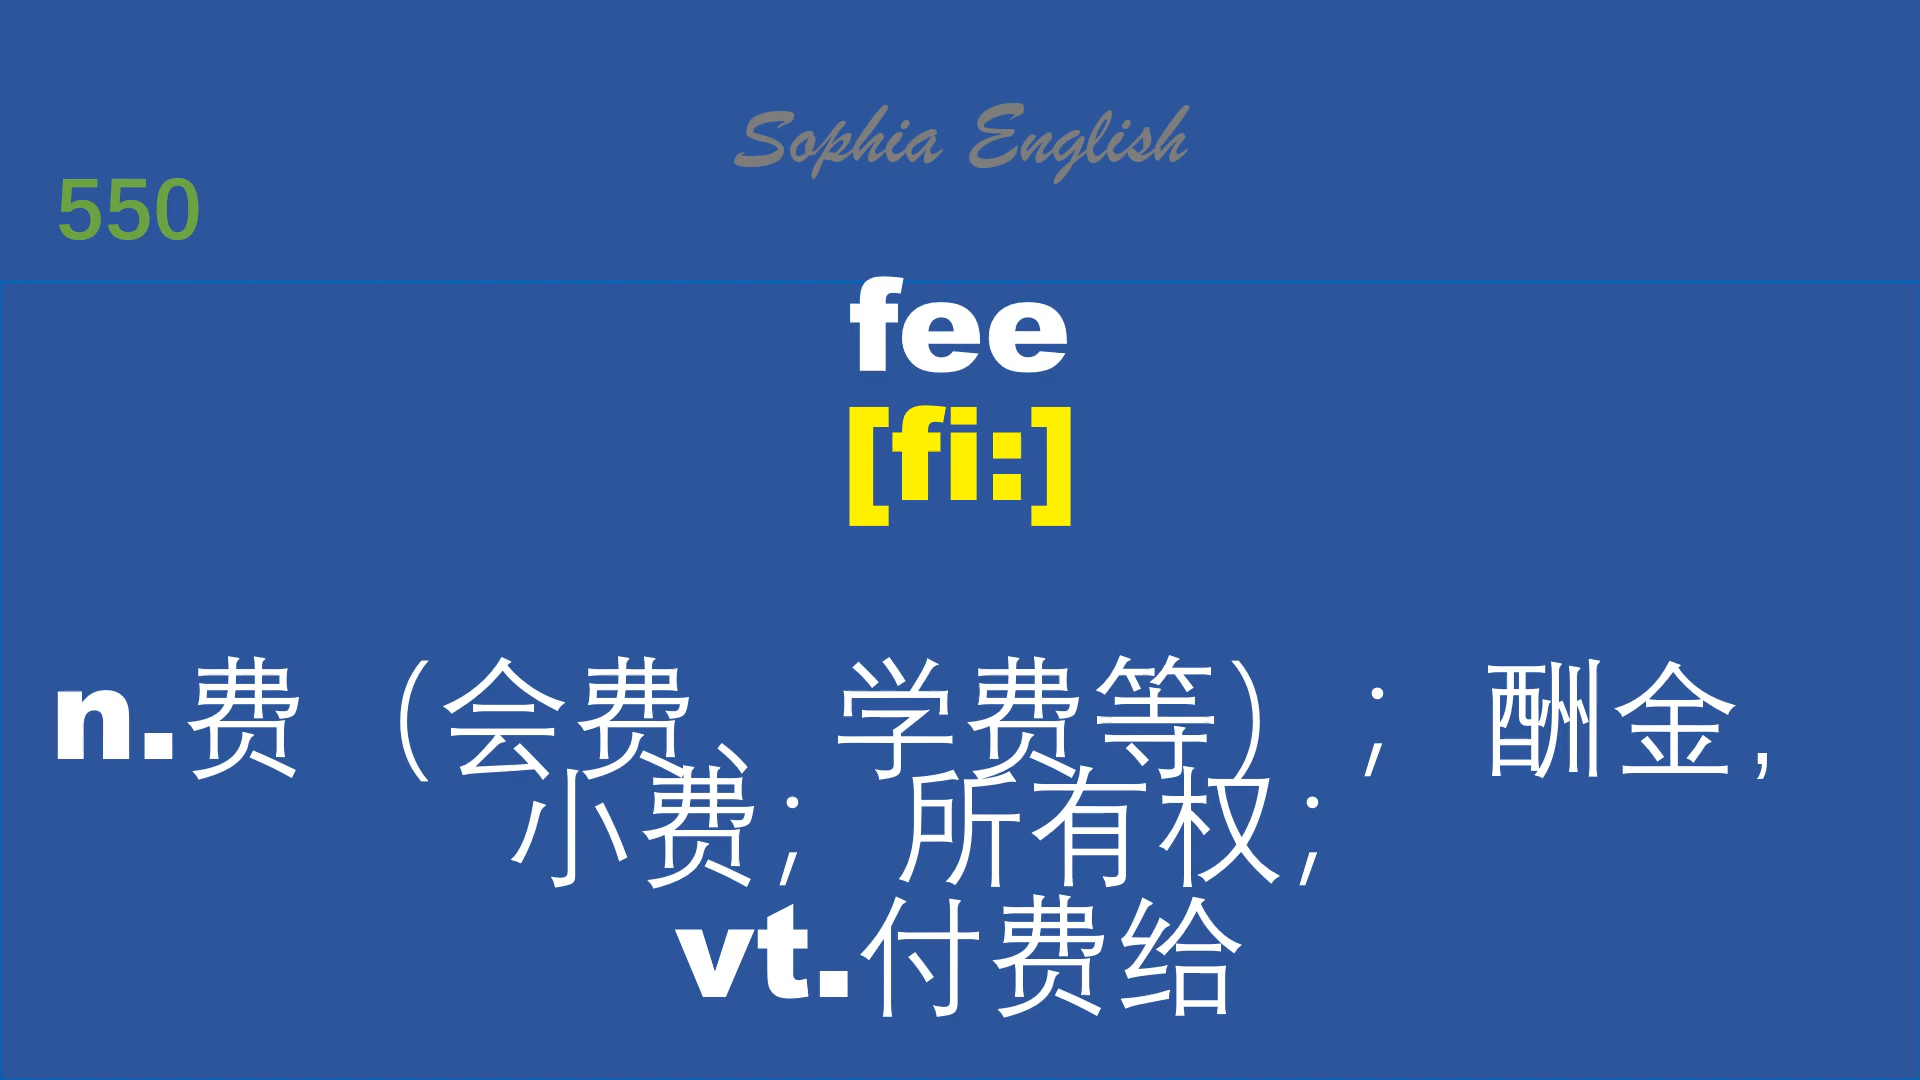 Sophia English
550
fee
[fi:]
n.费（会费、学费等）；酬金,
小费；所有权；
vt.付费给